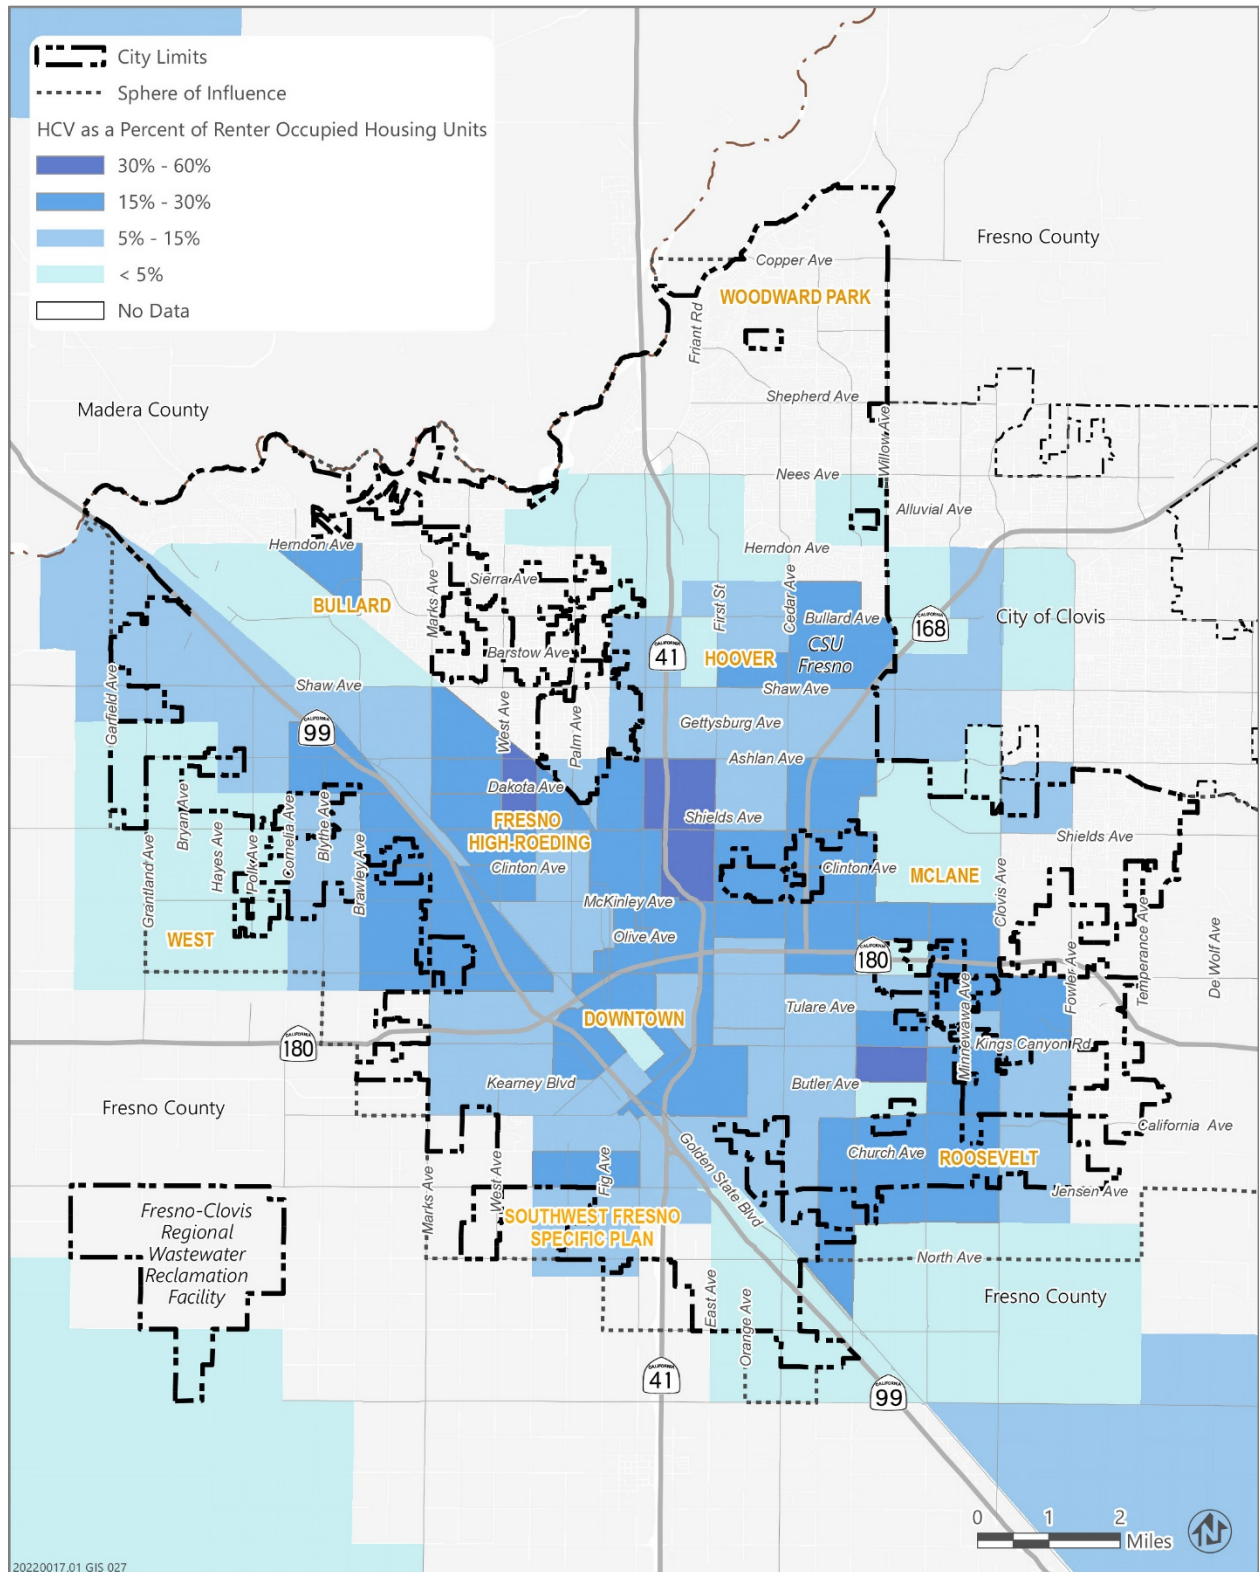 City Limits
Sphere of Influence
HCV as a Percent of Renter Occupied Housing Units
30% - 60%
15% - 30%
5% - 15%
< 5%
No Data
Fresno County
Copper Ave
WOODWARD PARK
Friant Rd
Madera County
Shepherd Ave
Willow Ave
Nees Ave
Alluvial Ave
Herndon Ave
Herndon Ave
Sierra Ave
Marks Ave
BULLARD
First St
Cedar Ave
Bullard Ave
CALIFORNIA
168
City of Clovis
CALIFORNIA
41
HOOVER
CSU
Fresno
Barstow Ave
Garfield Ave
Shaw Ave
Shaw Ave
CALIFORNIA
99
West Ave
Palm Ave
Gettysburg Ave
Ashlan Ave
Dakota Ave
Bryan Ave
Hayes Ave
Polk Ave
Cornelia Ave
Blythe Ave
Brawley Ave
Grantland Ave
FRESNO
HIGH-ROEDING
Shields Ave
Shields Ave
Clinton Ave
Clinton Ave
MCLANE
Clovis Ave
McKinley Ave
WEST
Olive Ave
CALIFORNIA
180
Fowler Ave
Temperance Ave
De Wolf Ave
Minnewawa Ave
Tulare Ave
DOWNTOWN
CALIFORNIA
180
Kings Canyon Rd
Kearney Blvd
Butler Ave
Fresno County
California Ave
Golden State Blvd
Church Ave
ROOSEVELT
Marks Ave
West Ave
Fig Ave
Jensen Ave
Fresno-Clovis
Regional
Wastewater
Reclamation
Facility
SOUTHWEST FRESNO
SPECIFIC PLAN
North Ave
East Ave
Orange Ave
Fresno County
CALIFORNIA
41
CALIFORNIA
99
0 1 2
Miles
N
20220017.01 GIS 027